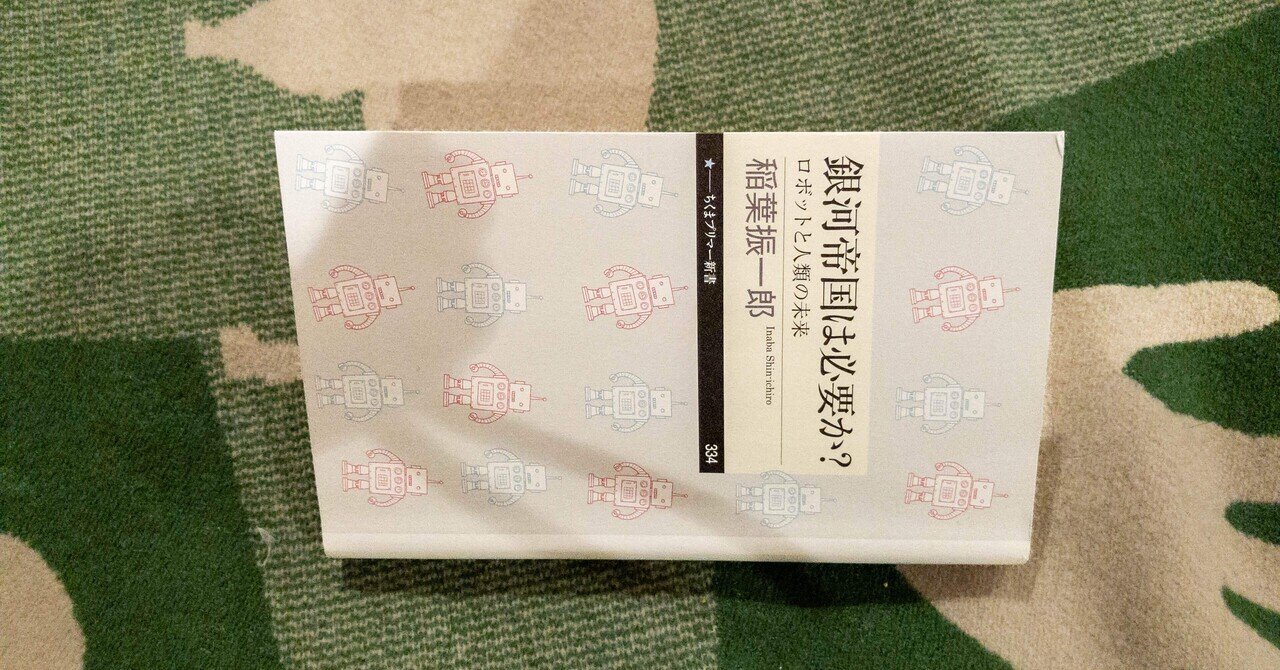 銀河帝国は必要か?
ロボットと人類の未来
稲葉振一郎 Inaba Shin-ichiro
★——ちくまプリマー新書 334